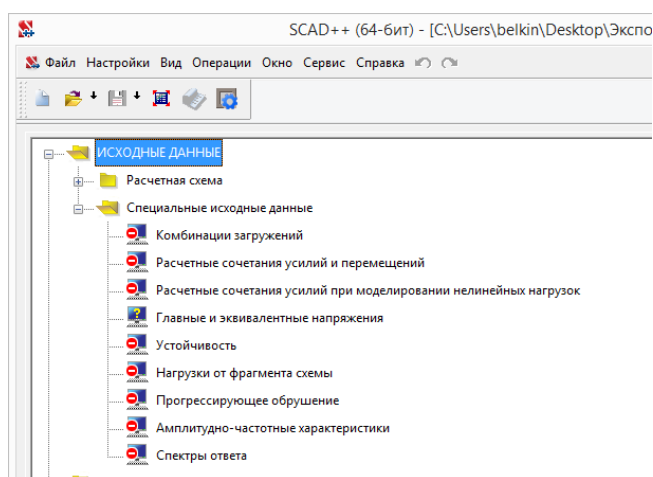 SCAD++ (64-бит) - [C:\Users\belkin\Desktop\Экспо
Файл Настройки Вид Операции Окно Сервис Справка
ИСХОДНЫЕ ДАННЫЕ
Расчетная схема
Специальные исходные данные
Комбинации загружений
Расчетные сочетания усилий и перемещений
Расчетные сочетания усилий при моделировании нелинейных нагрузок
Главные и эквивалентные напряжения
Устойчивость
Нагрузки от фрагмента схемы
Прогрессирующее обрушение
Амплитудно-частотные характеристики
Спектры ответа